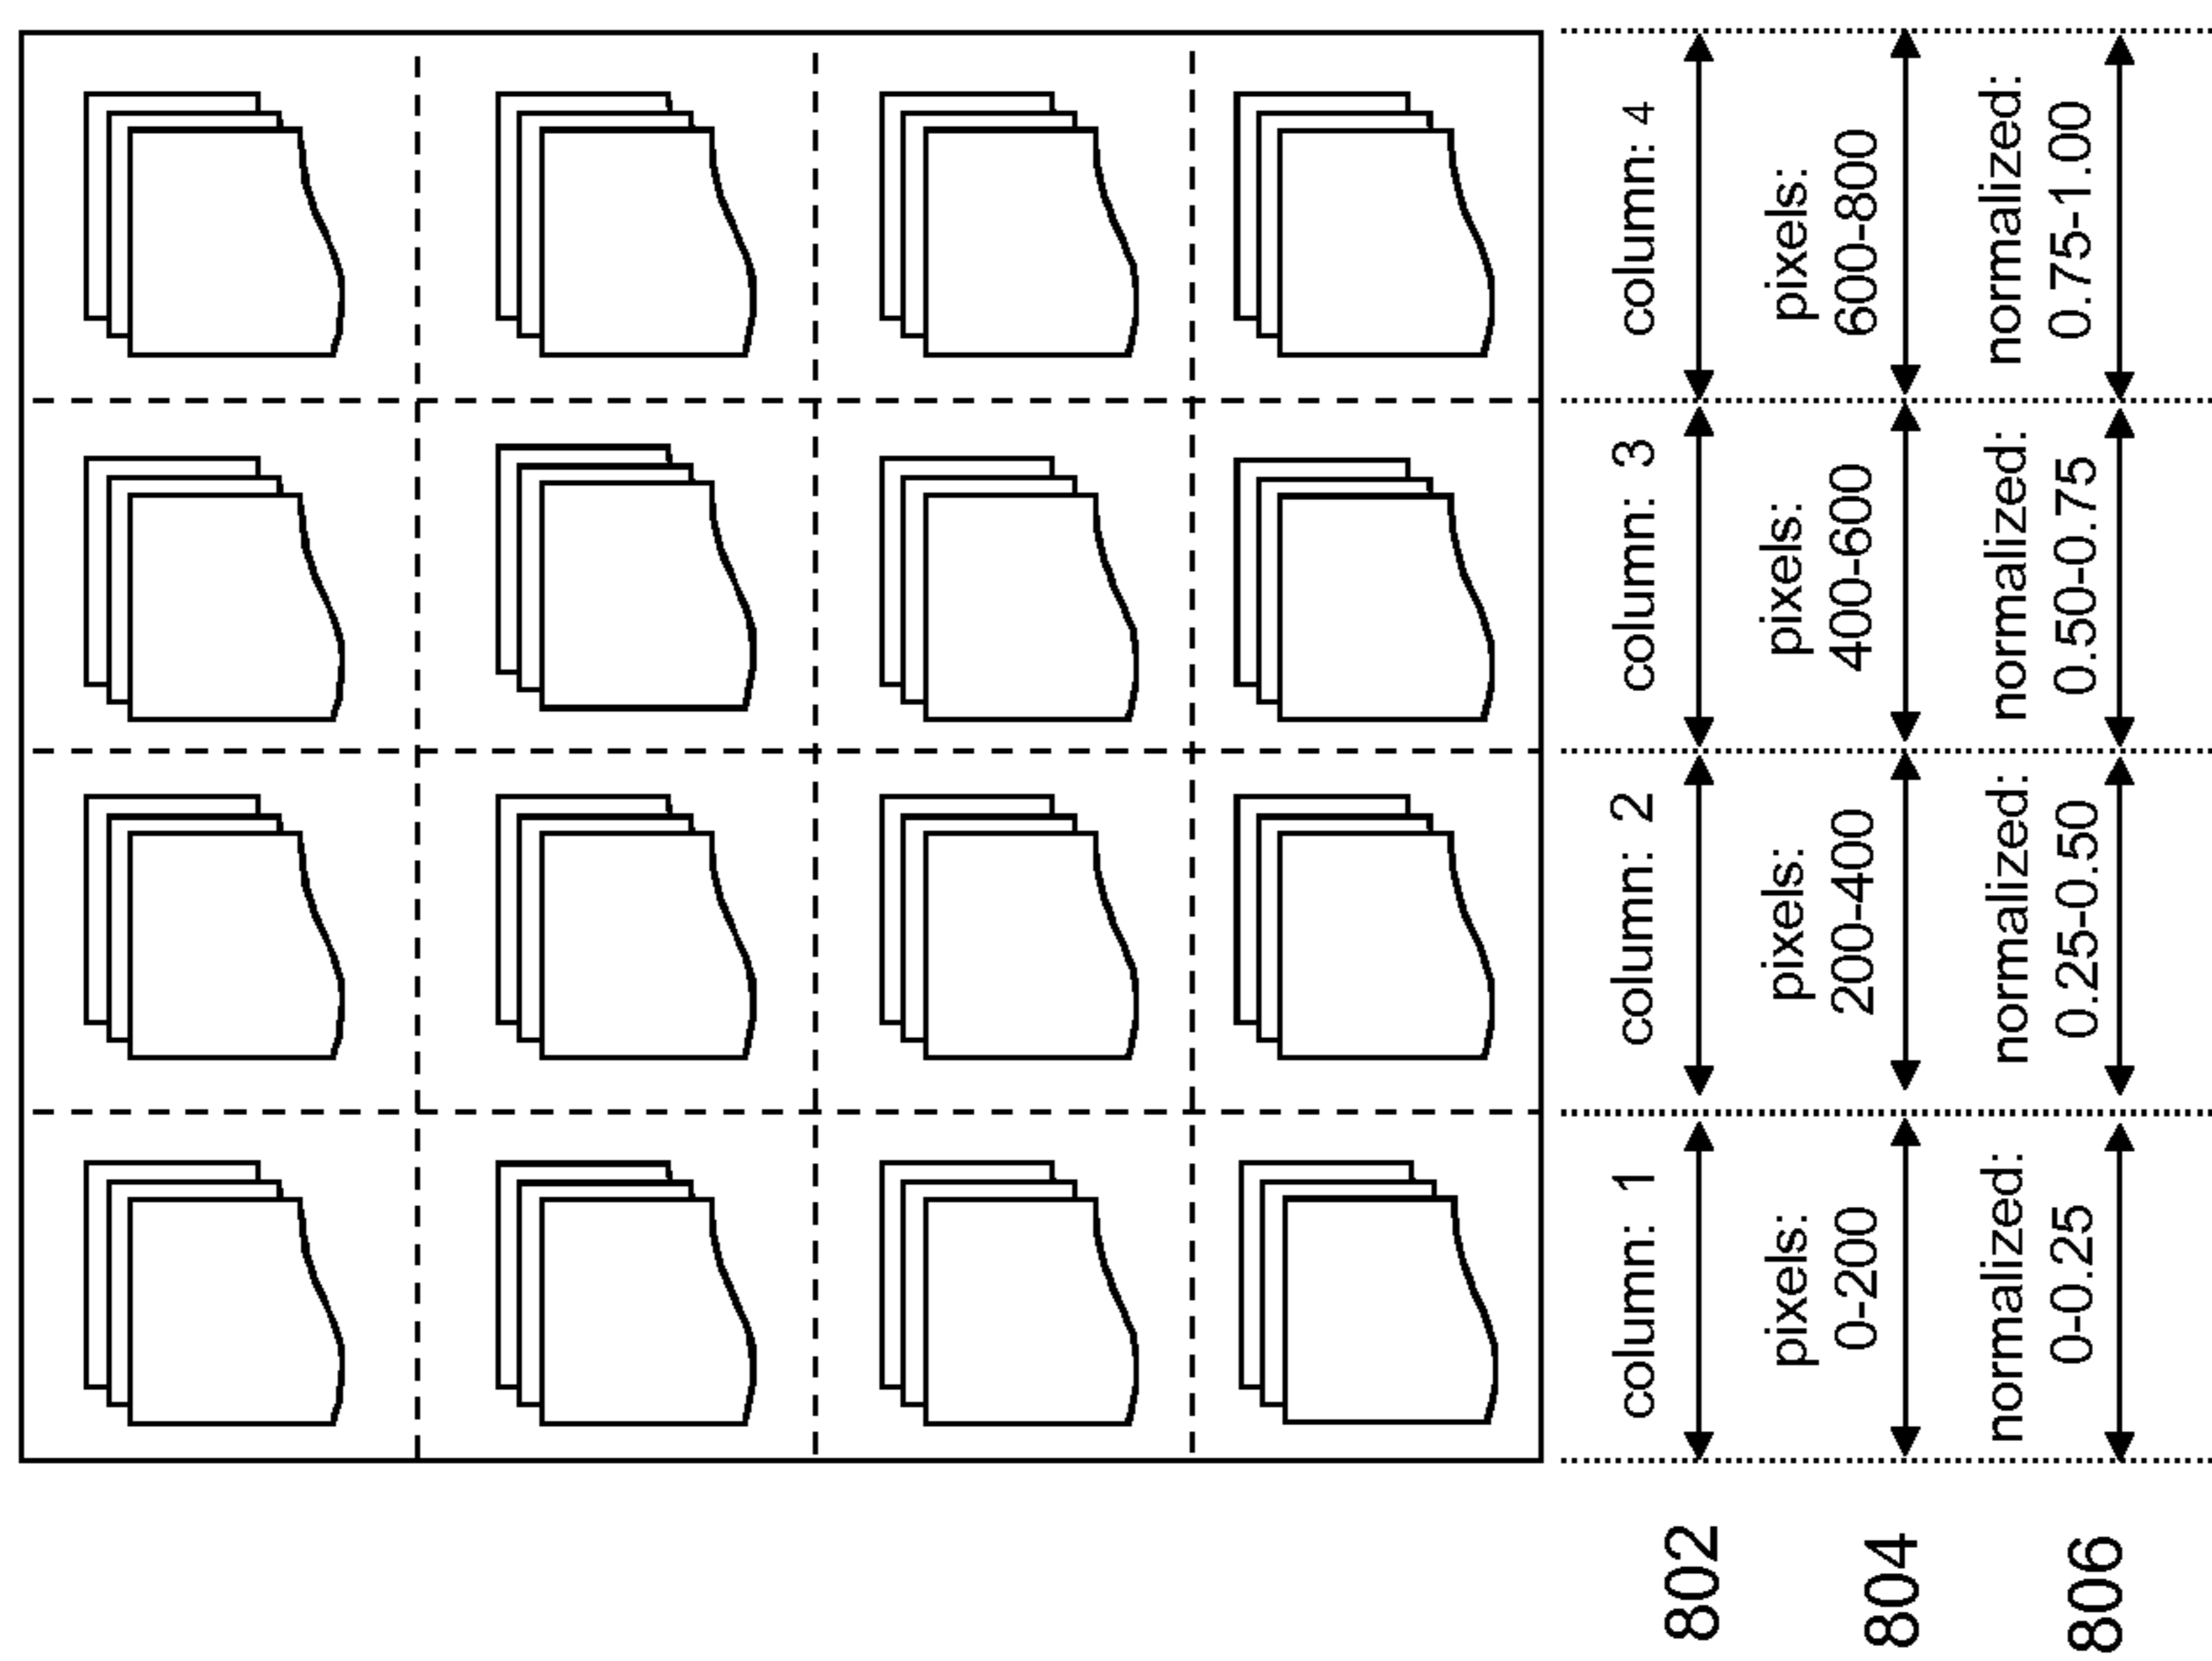 802
column: 1
column: 2
column: 3
column: 4
804
pixels:
0-200
pixels:
200-400
pixels:
400-600
pixels:
600-800
806
normalized:
0-0.25
normalized:
0.25-0.50
normalized:
0.50-0.75
normalized:
0.75-1.00